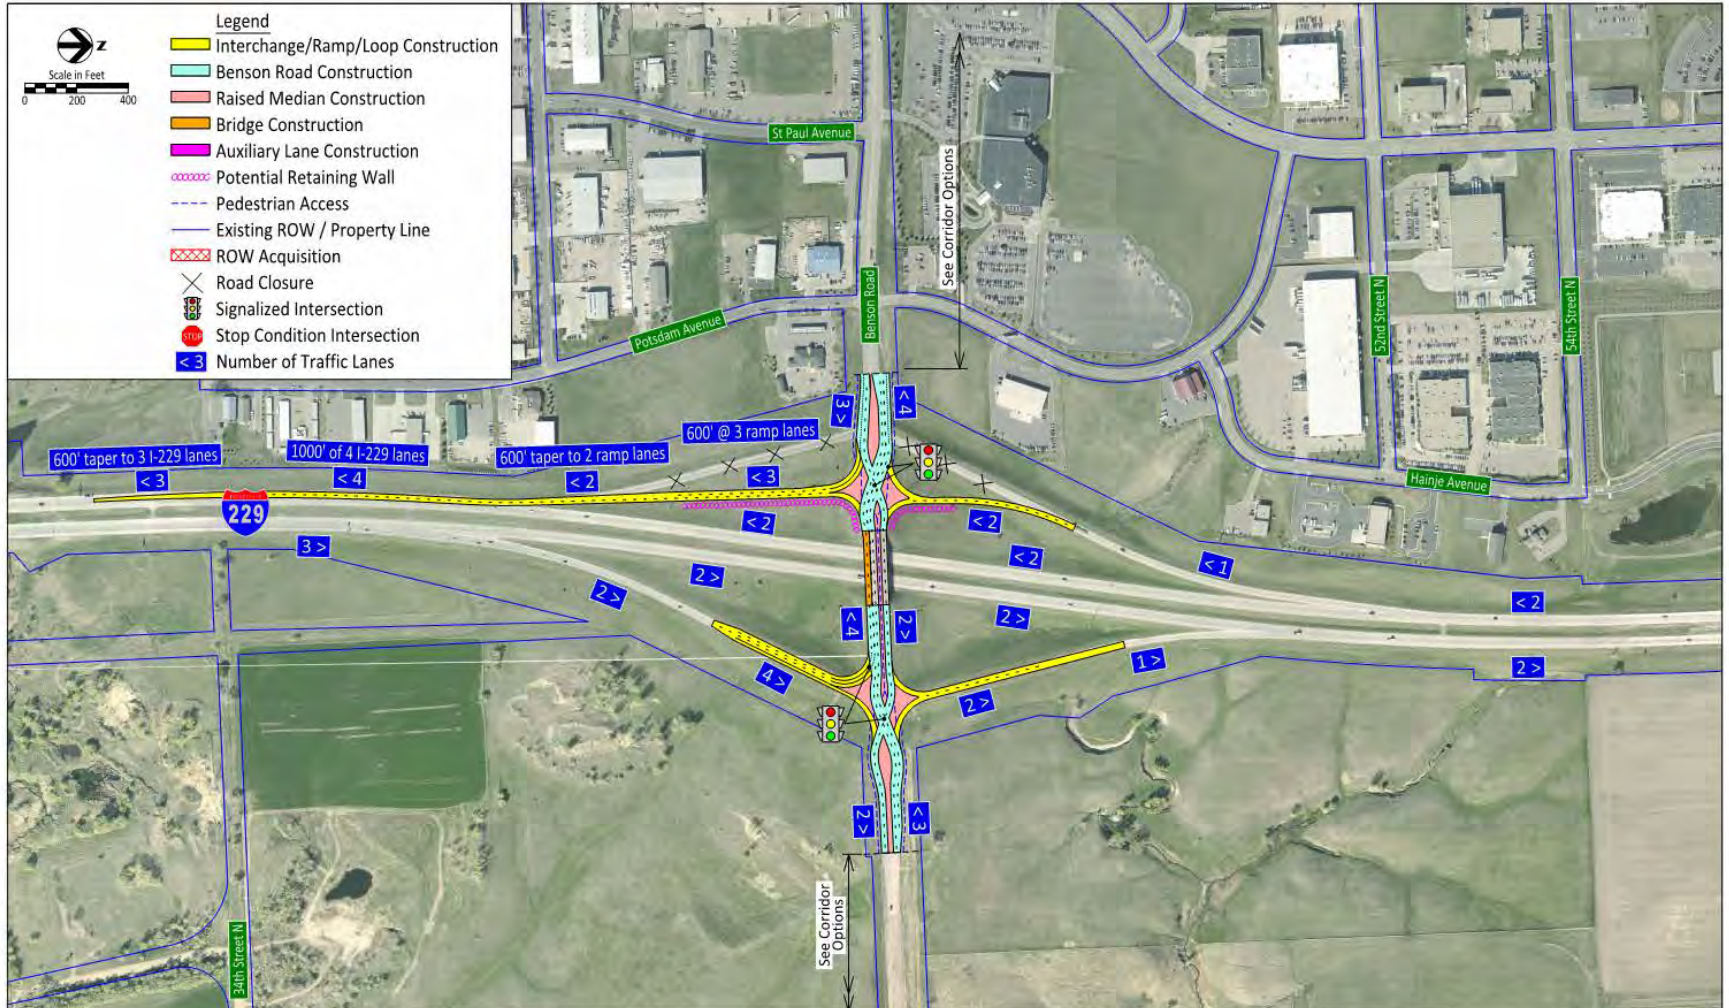 Legend
Z
Scale in Feet
0 200 400
Interchange/Ramp/Loop Construction
Benson Road Construction
Raised Median Construction
Bridge Construction
Auxiliary Lane Construction
Potential Retaining Wall
Pedestrian Access
Existing ROW / Property Line
ROW Acquisition
Road Closure
Signalized Intersection
STOP Stop Condition Intersection
< 3 Number of Traffic Lanes
St Paul Avenue
See Corridor Options
Benson Road
Potsdam Avenue
52nd Street N
54th Street N
Hainje Avenue
3 >
< 4
600' @ 3 ramp lanes
600' taper to 2 ramp lanes
1000' of 4 I-229 lanes
600' taper to 3 I-229 lanes
< 3
< 4
< 2
< 3
229
< 2
< 2
< 2
< 1
3 >
2 >
2 >
< 4
2 >
2 >
< 2
4 >
2 >
1 >
2 >
2 >
< 3
See Corridor
Options
34th Street N